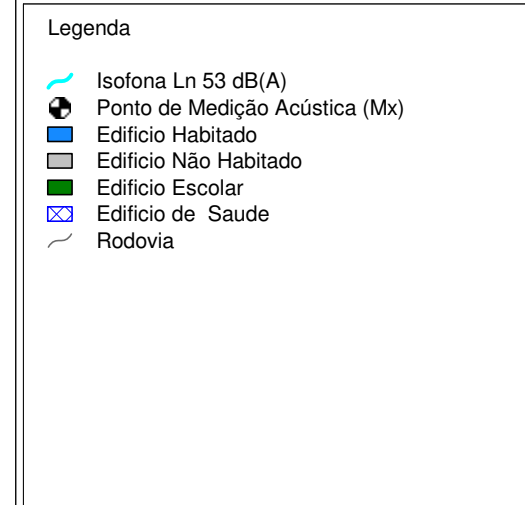 Legenda
Isofona Ln 53 dB(A)
Ponto de Medição Acústica (Mx)
Edificio Habitado
Edificio Não Habitado
Edificio Escolar
Edificio de Saude
Rodovia